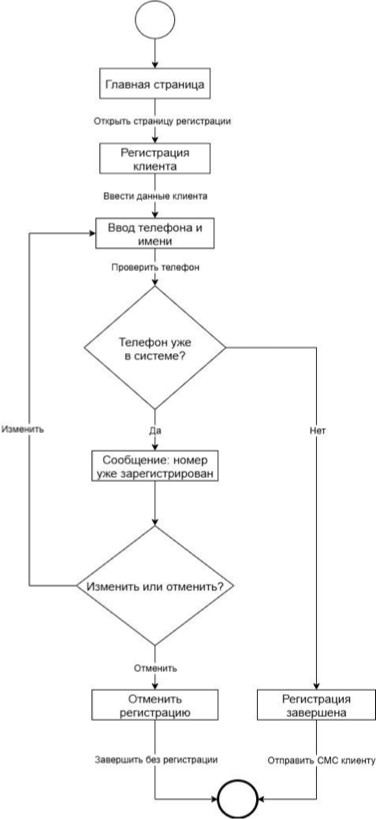 Главная страница
Открыть страницу регистрации
Регистрация
клиента
Ввести данные клиента
Ввод телефона и
имени
Проверить телефон
Телефон уже
в системе?
Изменить
Да
Нет
Сообщение: номер
уже зарегистрирован
Изменить или отменить?
Отменить
Отменить
регистрацию
Регистрация
завершена
Завершить без регистрации
Отправить СМС клиенту